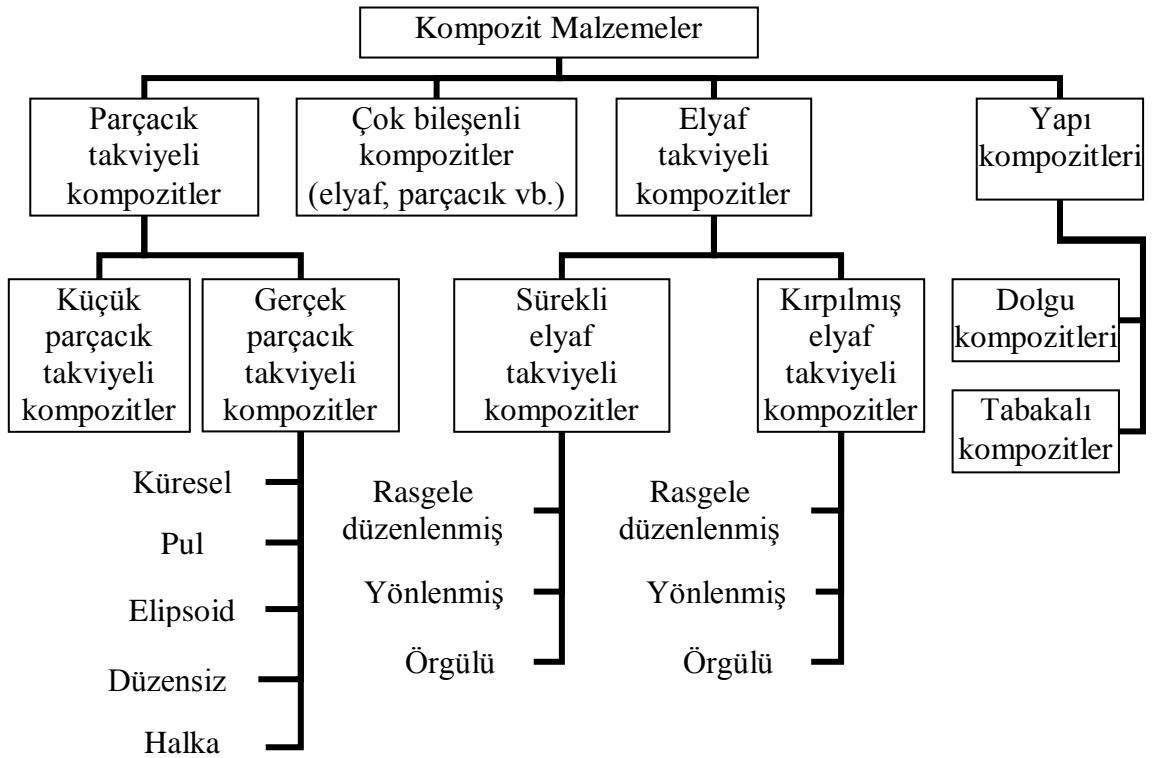 Kompozit Malzemeler
Parçacık
takviyeli
kompozitler
Çok bileşenli
kompozitler
(elyaf, parçacık vb.)
Elyaf
takviyeli
kompozitler
Yapı
kompozitleri
Küçük
parçacık
takviyeli
kompozitler
Gerçek
parçacık
takviyeli
kompozitler
Sürekli
elyaf
takviyeli
kompozitler
Kırpılmış
elyaf
takviyeli
kompozitler
Dolgu
kompozitleri
Tabakalı
kompozitler
Küresel
Pul
Elipsoid
Düzensiz
Halka
Rasgele
düzenlenmiş
Yönlenmiş
Örgülü
Rasgele
düzenlenmiş
Yönlenmiş
Örgülü